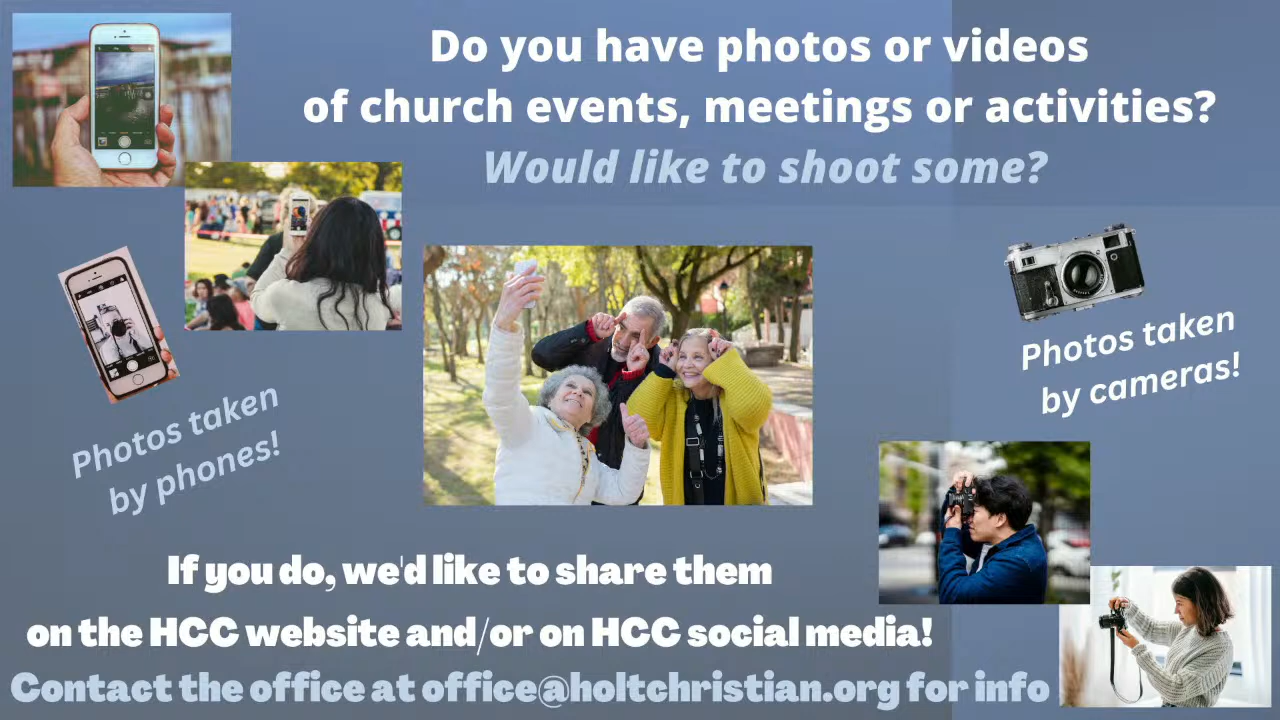 Do you have photos or videos
of church events, meetings or activities?
Would like to shoot some?
Photos taken
by phones!
Photos taken
by cameras!
If you do, we'd like to share them
on the HCC website and/or on HCC social media!
Contact the office at office@holtchristian.org for info